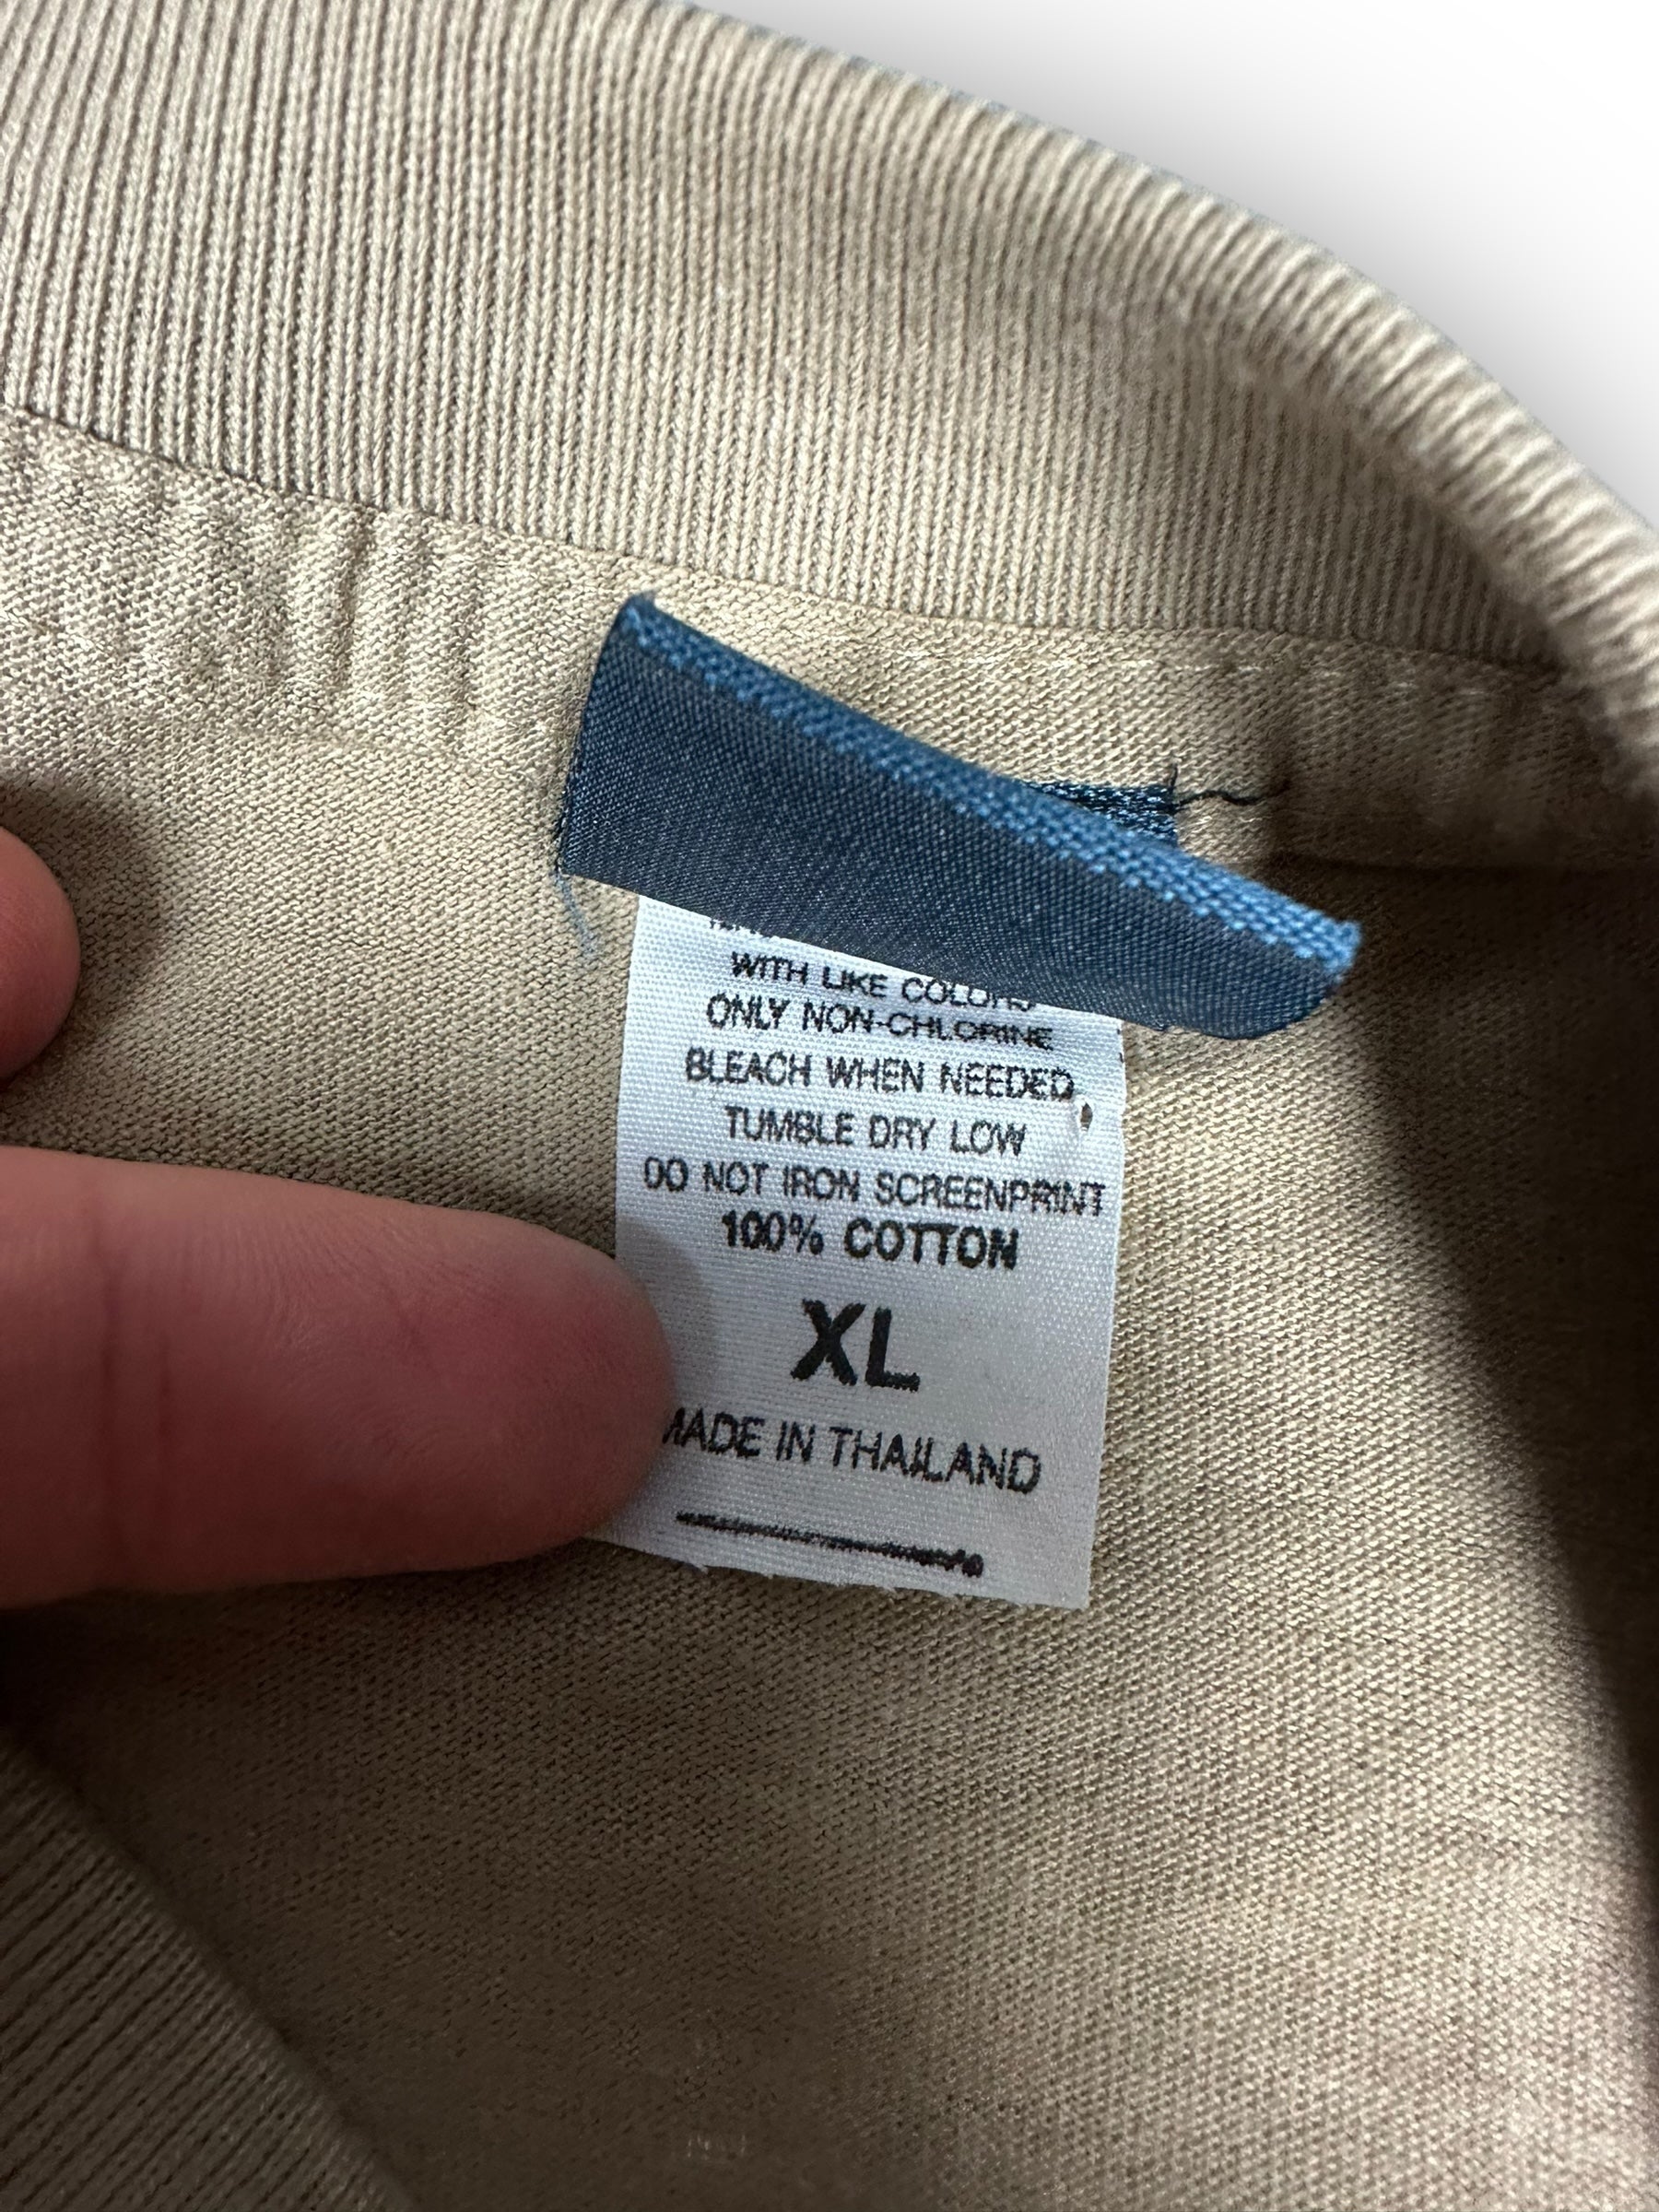 WITH LIKE COLORS
ONLY NON-CHLORINE
BLEACH WHEN NEEDED
TUMBLE DRY LOW
DO NOT IRON SCREENPRINT
100% COTTON
XL
MADE IN THAILAND